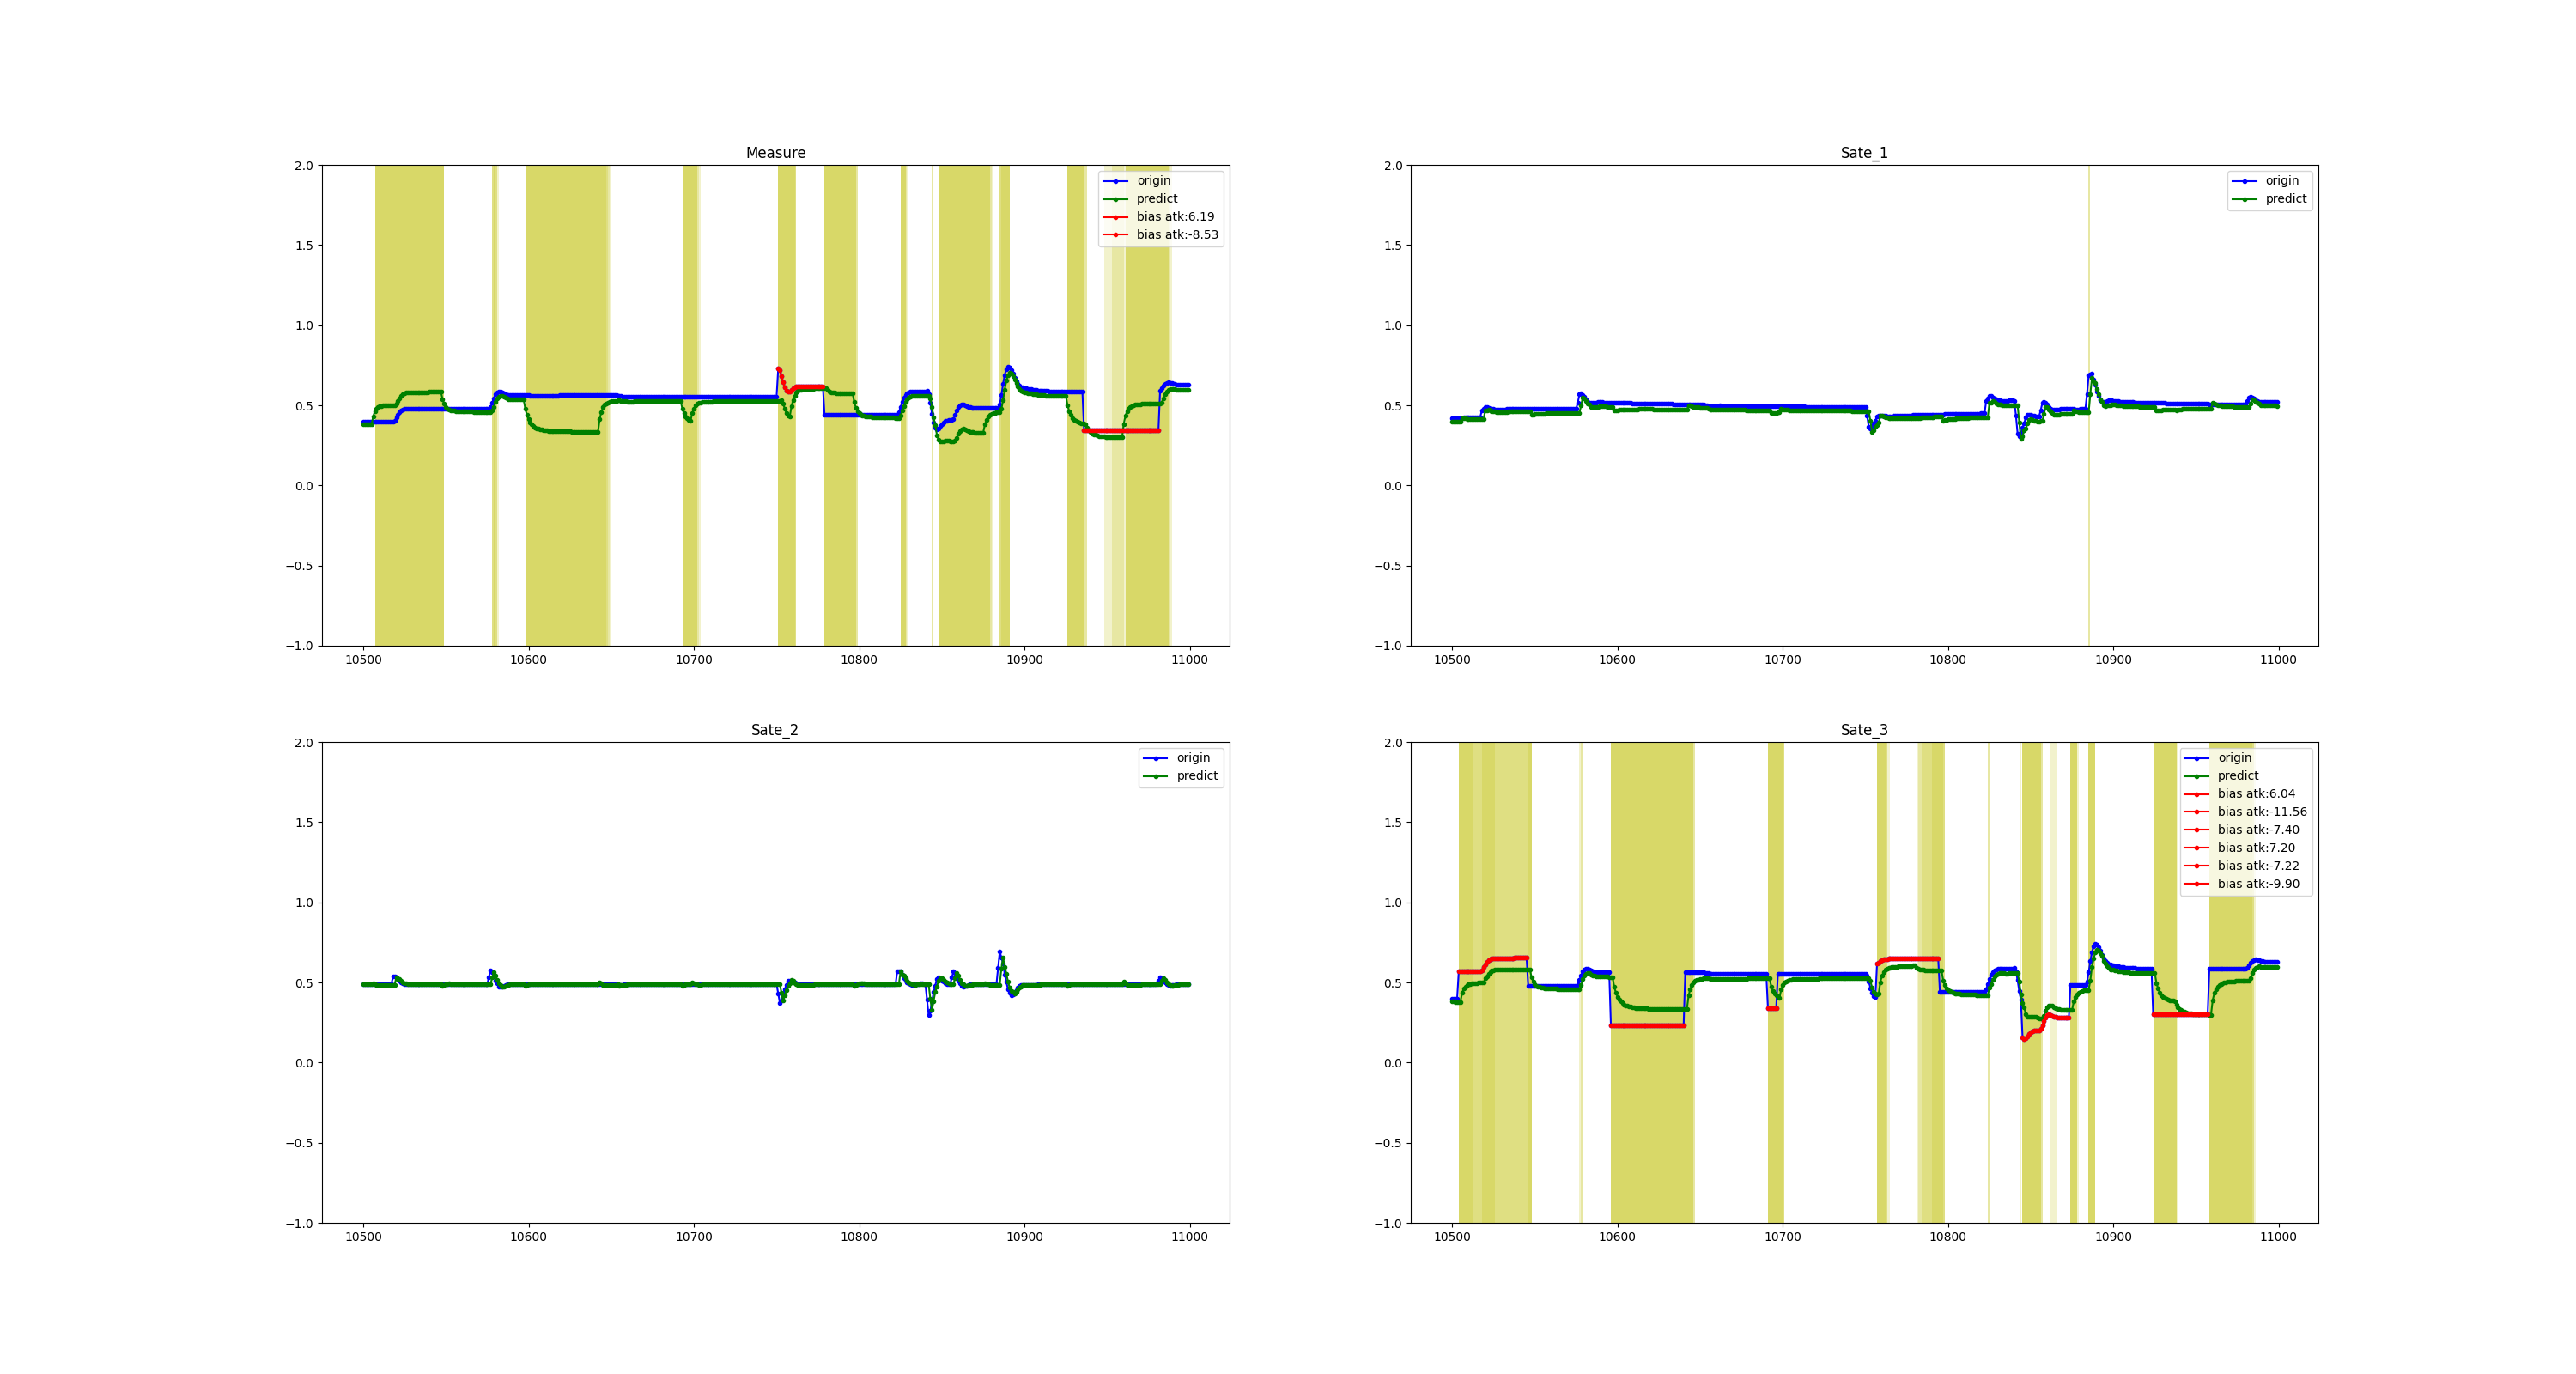 Measure
2.0
1.5
1.0
0.5
0.0
−0.5
−1.0
10500 10600 10700 10800 10900 11000
origin
predict
bias atk:6.19
bias atk:-8.53
Sate_1
2.0
1.5
1.0
0.5
0.0
−0.5
−1.0
10500 10600 10700 10800 10900 11000
origin
predict
Sate_2
2.0
1.5
1.0
0.5
0.0
−0.5
−1.0
10500 10600 10700 10800 10900 11000
origin
predict
Sate_3
2.0
1.5
1.0
0.5
0.0
−0.5
−1.0
10500 10600 10700 10800 10900 11000
origin
predict
bias atk:6.04
bias atk:-11.56
bias atk:-7.40
bias atk:7.20
bias atk:-7.22
bias atk:-9.90